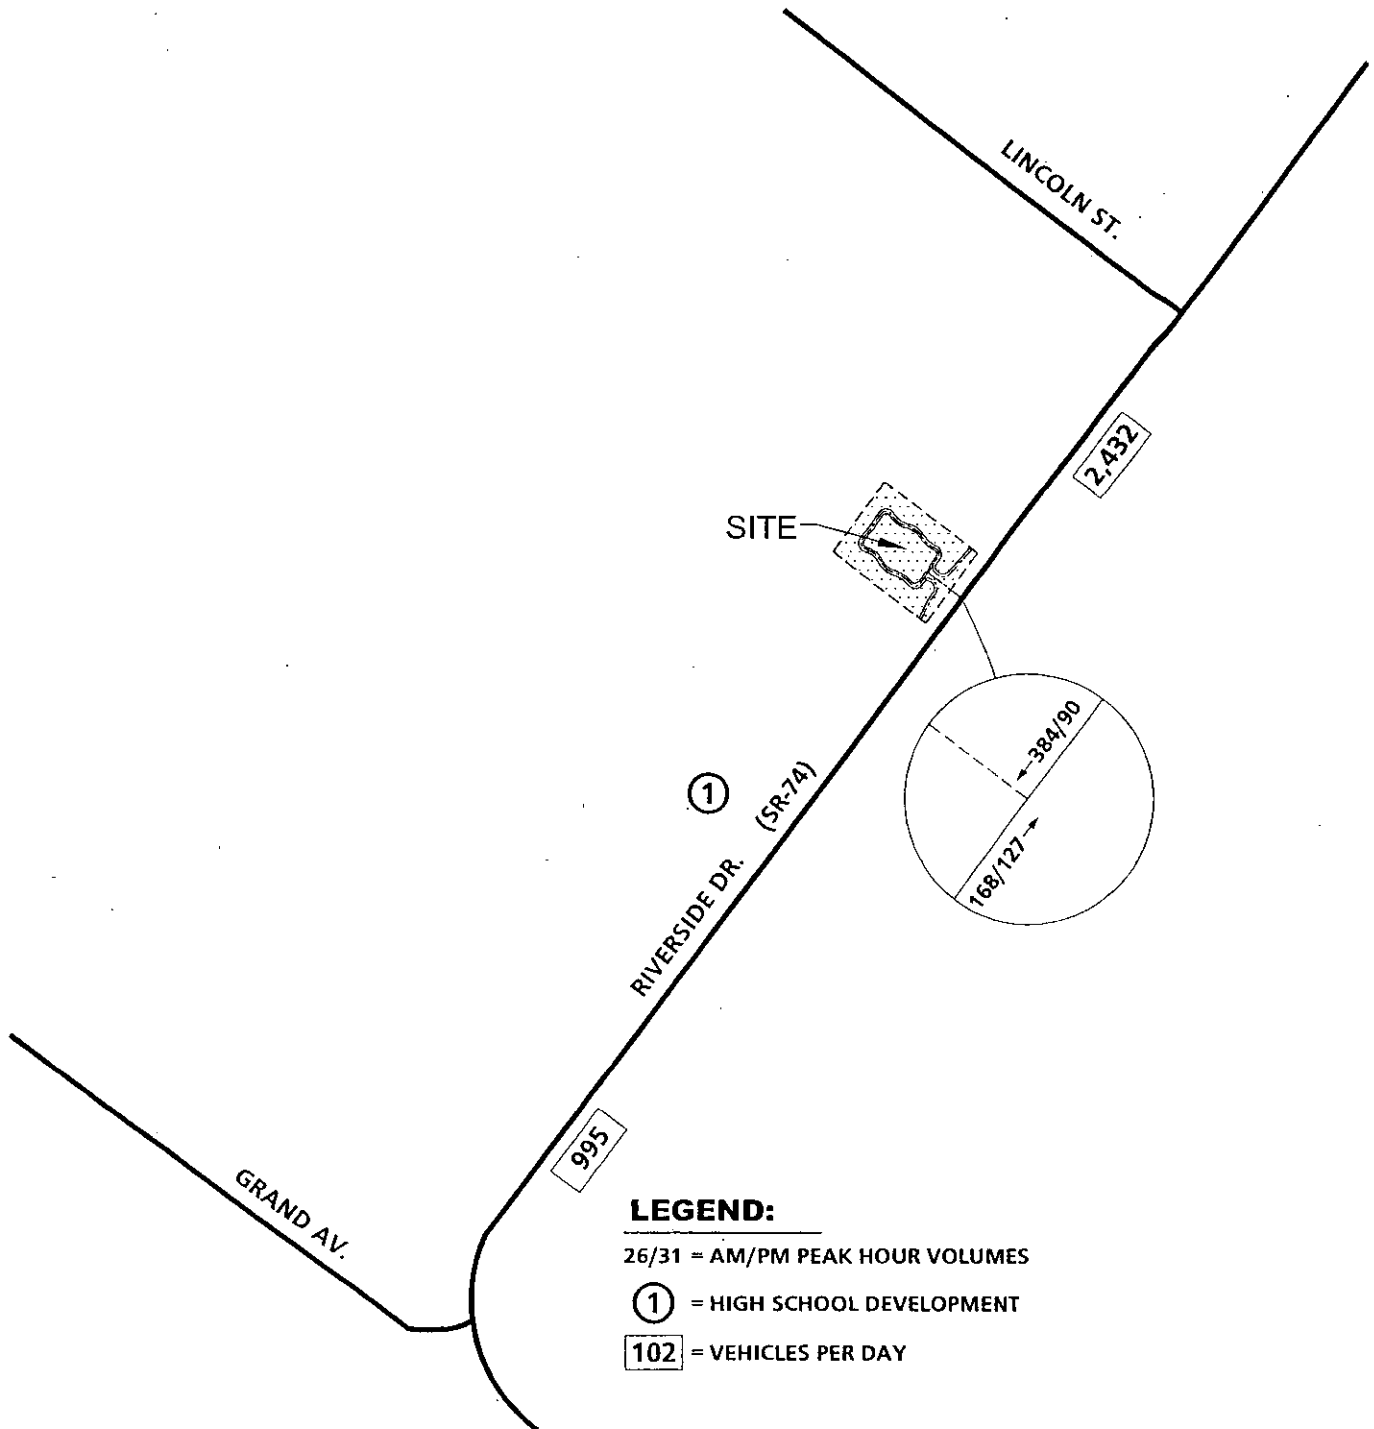 LINCOLN ST.
2,432
SITE
384/90
1
(SR-74)
168/127
RIVERSIDE DR.
995
GRAND AV.
LEGEND:
26/31 = AM/PM PEAK HOUR VOLUMES
1 = HIGH SCHOOL DEVELOPMENT
102 = VEHICLES PER DAY